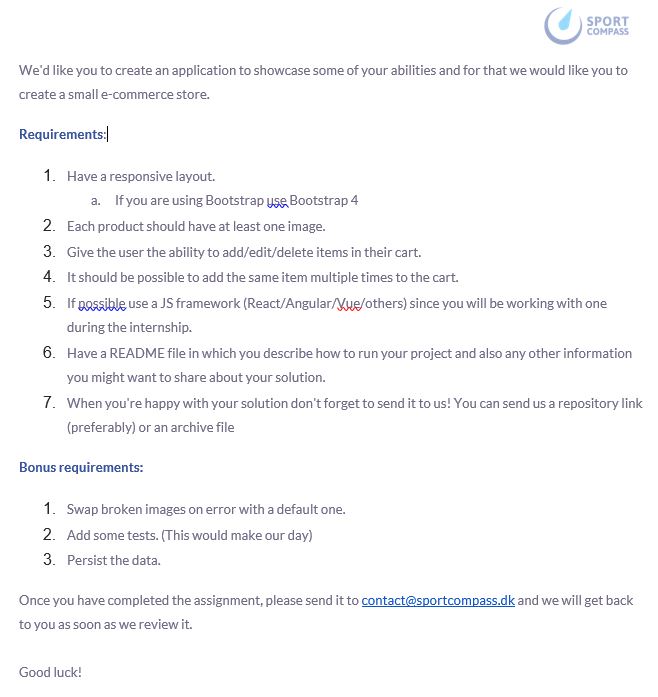 SPORT
COMPASS
We'd like you to create an application to showcase some of your abilities and for that we would like you to
create a small e-commerce store.
Requirements:
1. Have a responsive layout.
a. If you are using Bootstrap use Bootstrap 4
2. Each product should have at least one image.
3. Give the user the ability to add/edit/delete items in their cart.
4. It should be possible to add the same item multiple times to the cart.
5. If possible use a JS framework (React/Angular/Vue/others) since you will be working with one
during the internship.
6. Have a README file in which you describe how to run your project and also any other information
you might want to share about your solution.
7. When you're happy with your solution don't forget to send it to us! You can send us a repository link
(preferably) or an archive file
Bonus requirements:
1. Swap broken images on error with a default one.
2. Add some tests. (This would make our day)
3. Persist the data.
Once you have completed the assignment, please send it to contact@sportcompass.dk and we will get back
to you as soon as we review it.
Good luck!